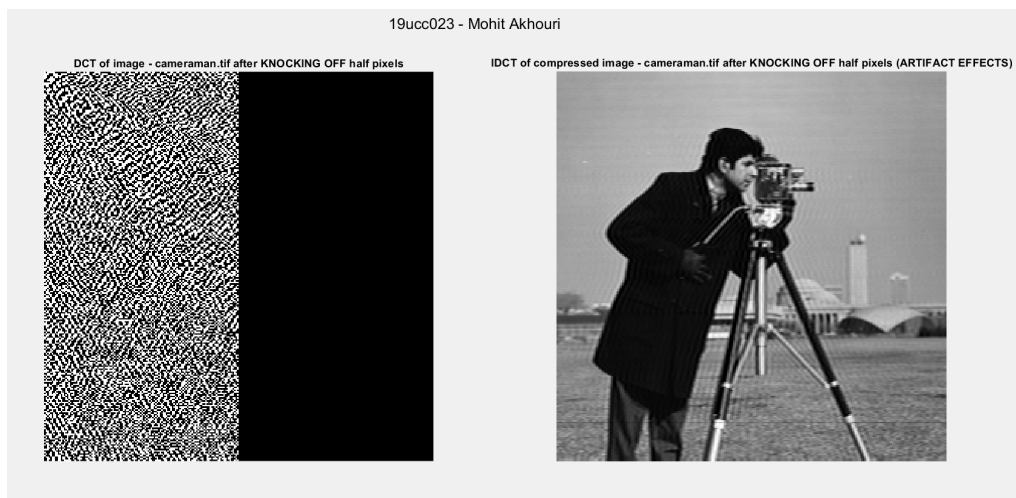 19ucc023 - Mohit Akhouri
DCT of image - cameraman.tif after KNOCKING OFF half pixels
IDCT of compressed image - cameraman.tif after KNOCKING OFF half pixels (ARTIFACT EFFECTS)